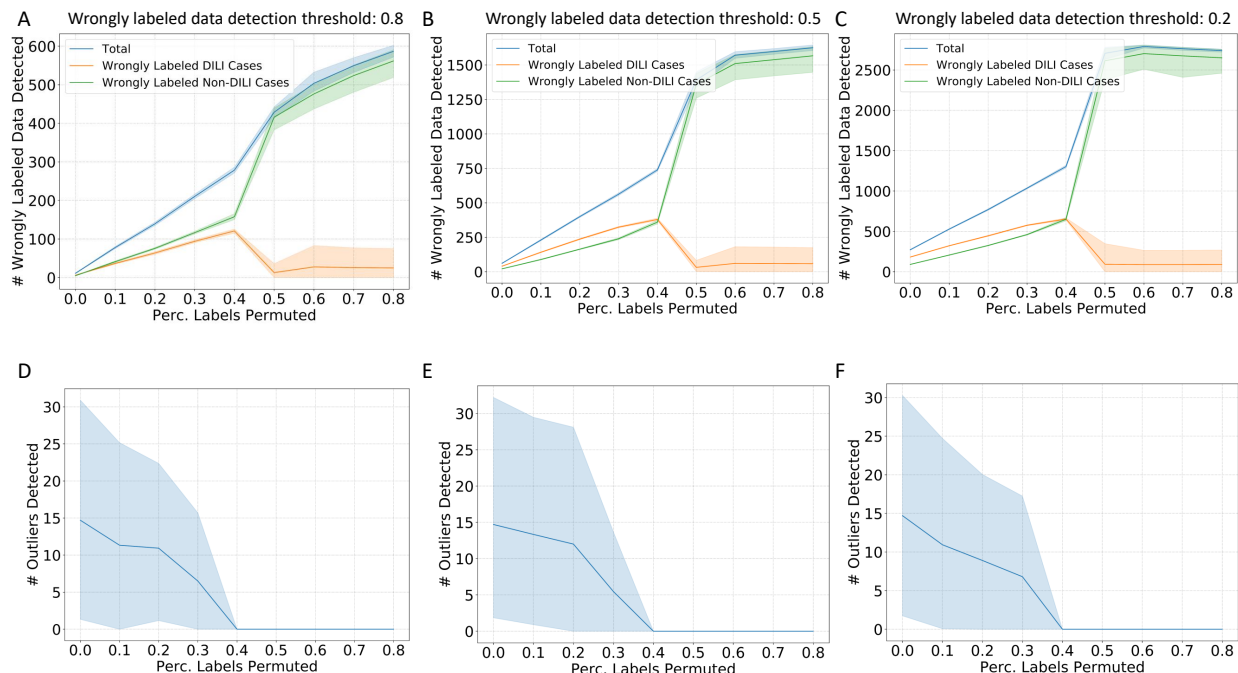 A
Wrongly labeled data detection threshold: 0.8
# Wrongly Labeled Data Detected
600
500
400
300
200
100
0
Total
Wrongly Labeled DILI Cases
Wrongly Labeled Non-DILI Cases
0.0 0.1 0.2 0.3 0.4 0.5 0.6 0.7 0.8
Perc. Labels Permuted
B
Wrongly labeled data detection threshold: 0.5
# Wrongly Labeled Data Detected
1500
1250
1000
750
500
250
0
Total
Wrongly Labeled DILI Cases
Wrongly Labeled Non-DILI Cases
0.0 0.1 0.2 0.3 0.4 0.5 0.6 0.7 0.8
Perc. Labels Permuted
C
Wrongly labeled data detection threshold: 0.2
# Wrongly Labeled Data Detected
2500
2000
1500
1000
500
0
Total
Wrongly Labeled DILI Cases
Wrongly Labeled Non-DILI Cases
0.0 0.1 0.2 0.3 0.4 0.5 0.6 0.7 0.8
Perc. Labels Permuted
D
# Outliers Detected
30
25
20
15
10
5
0
0.0 0.1 0.2 0.3 0.4 0.5 0.6 0.7 0.8
Perc. Labels Permuted
E
# Outliers Detected
30
25
20
15
10
5
0
0.0 0.1 0.2 0.3 0.4 0.5 0.6 0.7 0.8
Perc. Labels Permuted
F
# Outliers Detected
30
25
20
15
10
5
0
0.0 0.1 0.2 0.3 0.4 0.5 0.6 0.7 0.8
Perc. Labels Permuted